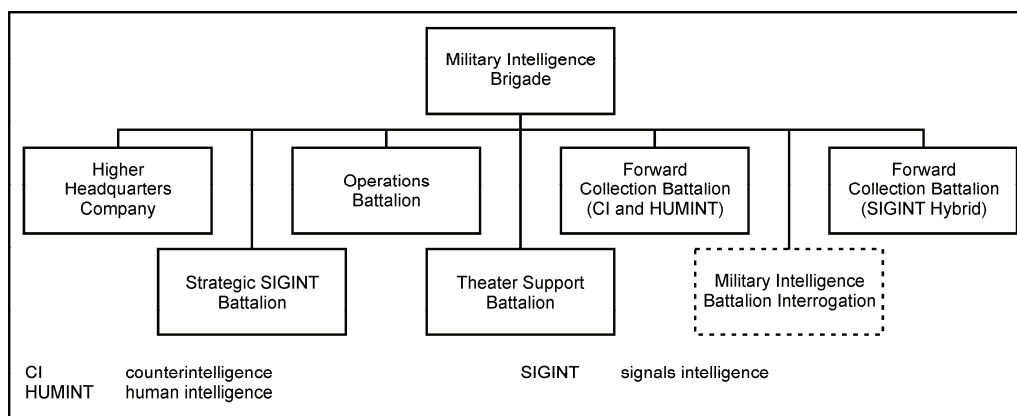 Military Intelligence
Brigade
Higher
Headquarters
Company
Operations
Battalion
Forward
Collection Battalion
(CI and HUMINT)
Forward
Collection Battalion
(SIGINT Hybrid)
Strategic SIGINT
Battalion
Theater Support
Battalion
Military Intelligence
Battalion Interrogation
CI counterintelligence
HUMINT human intelligence
SIGINT signals intelligence